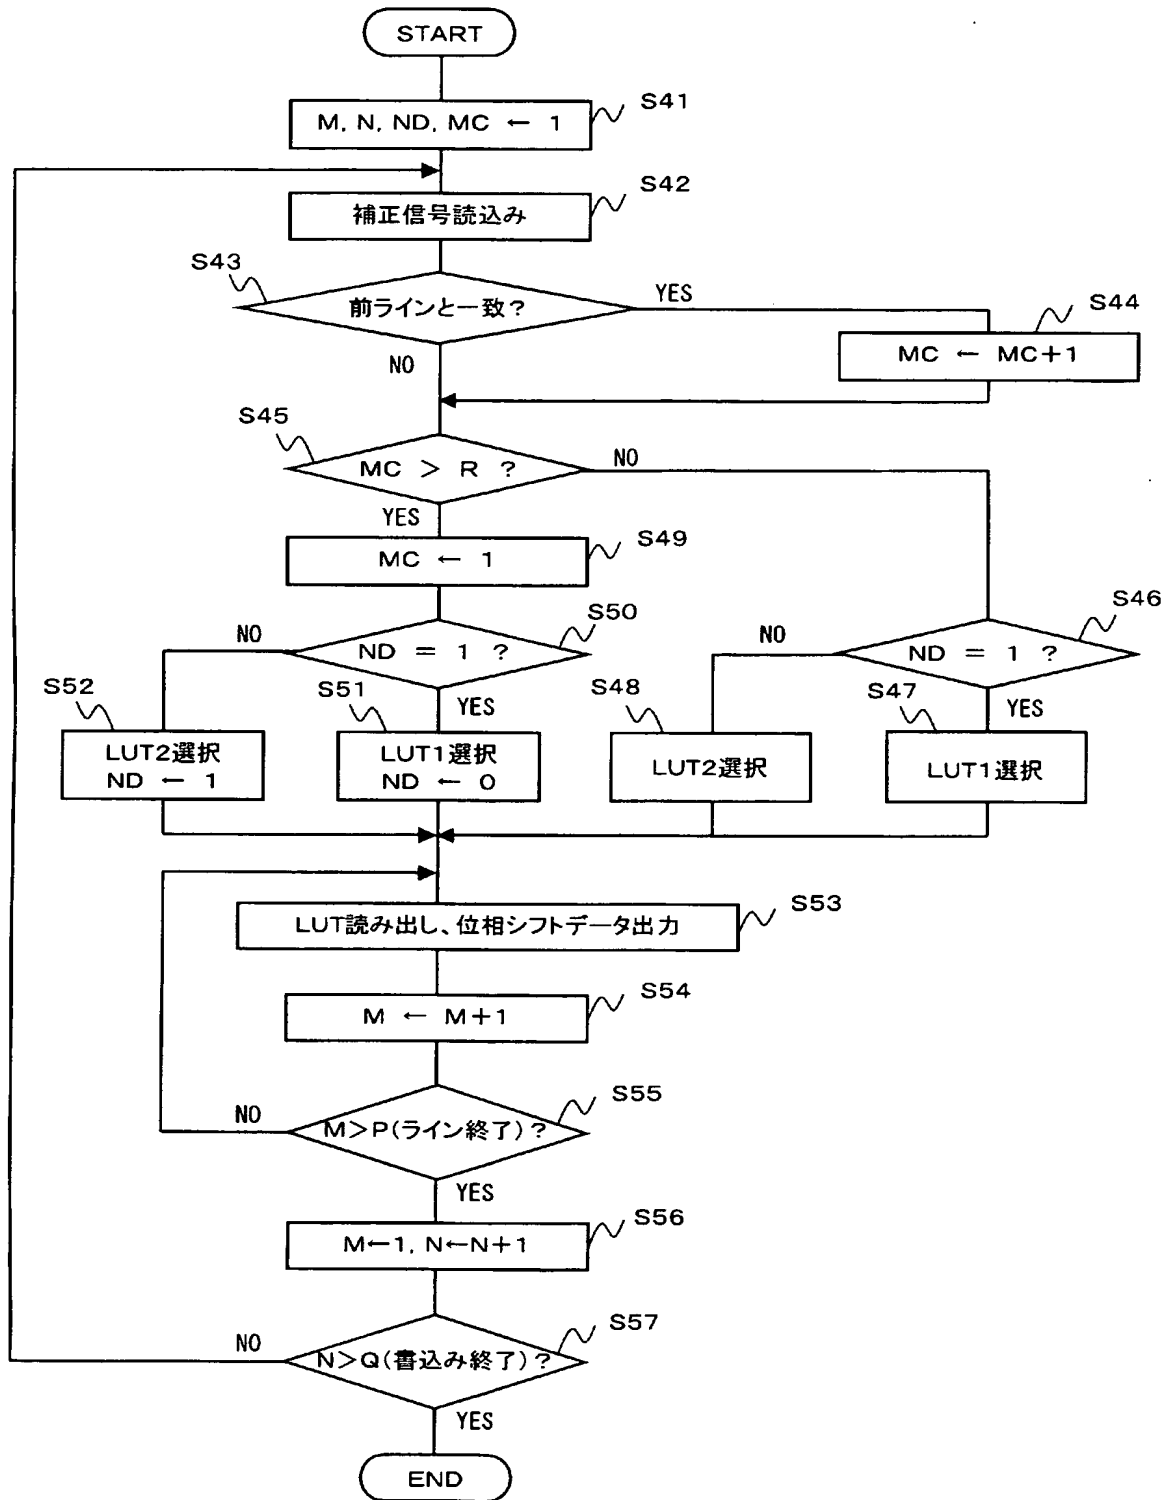 START
S41
M, N, ND, MC ← 1
S42
補正信号読込み
S43
前ラインと一致?
YES
S44
MC ← MC+1
NO
S45
MC > R ?
NO
YES
S49
MC ← 1
S50
NO
ND = 1 ?
S46
NO
ND = 1 ?
S52
S51
YES
S48
S47
YES
LUT2選択
ND ← 1
LUT1選択
ND ← 0
LUT2選択
LUT1選択
S53
LUT読み出し、位相シフトデータ出力
S54
M ← M+1
S55
NO
M>P(ライン終了)?
YES
S56
M←1, N←N+1
S57
NO
N>Q(書込み終了)?
YES
END